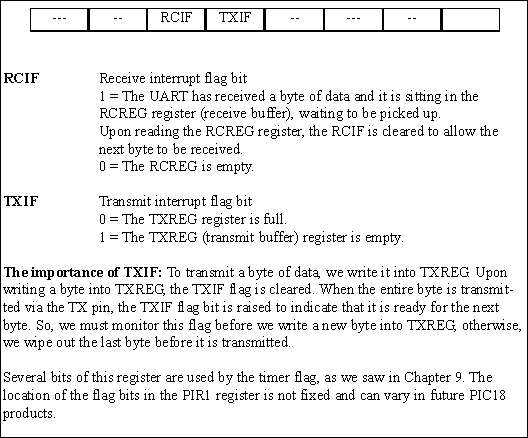 --- -- RCIF TXIF -- --- --
RCIF Receive interrupt flag bit
1 = The UART has received a byte of data and it is sitting in the
RCREG register (receive buffer), waiting to be picked up.
Upon reading the RCREG register, the RCIF is cleared to allow the
next byte to be received.
0 = The RCREG is empty.
TXIF Transmit interrupt flag bit
0 = The TXREG register is full.
1 = The TXREG (transmit buffer) register is empty.
The importance of TXIF: To transmit a byte of data, we write it into TXREG. Upon
writing a byte into TXREG, the TXIF flag is cleared. When the entire byte is transmit-
ted via the TX pin, the TXIF flag bit is raised to indicate that it is ready for the next
byte. So, we must monitor this flag before we write a new byte into TXREG, otherwise,
we wipe out the last byte before it is transmitted.
Several bits of this register are used by the timer flag, as we saw in Chapter 9. The
location of the flag bits in the PIR1 register is not fixed and can vary in future PIC18
products.